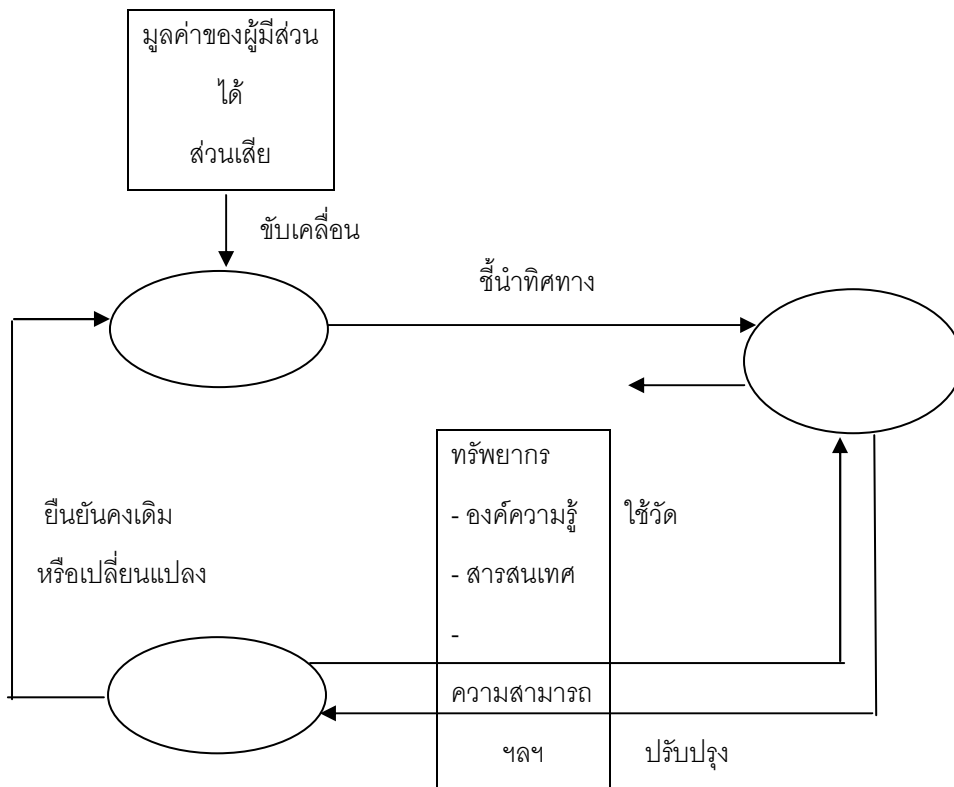 มูลค่าของผู้มีส่วน
ได้
ส่วนเสีย
ขับเคลื่อน
ชี้นำทิศทาง
ทรัพยากร
- องค์ความรู้
- สารสนเทศ
-
ความสามารถ
ฯลฯ
ใช้วัด
ยืนยันคงเดิม
หรือเปลี่ยนแปลง
ปรับปรุง